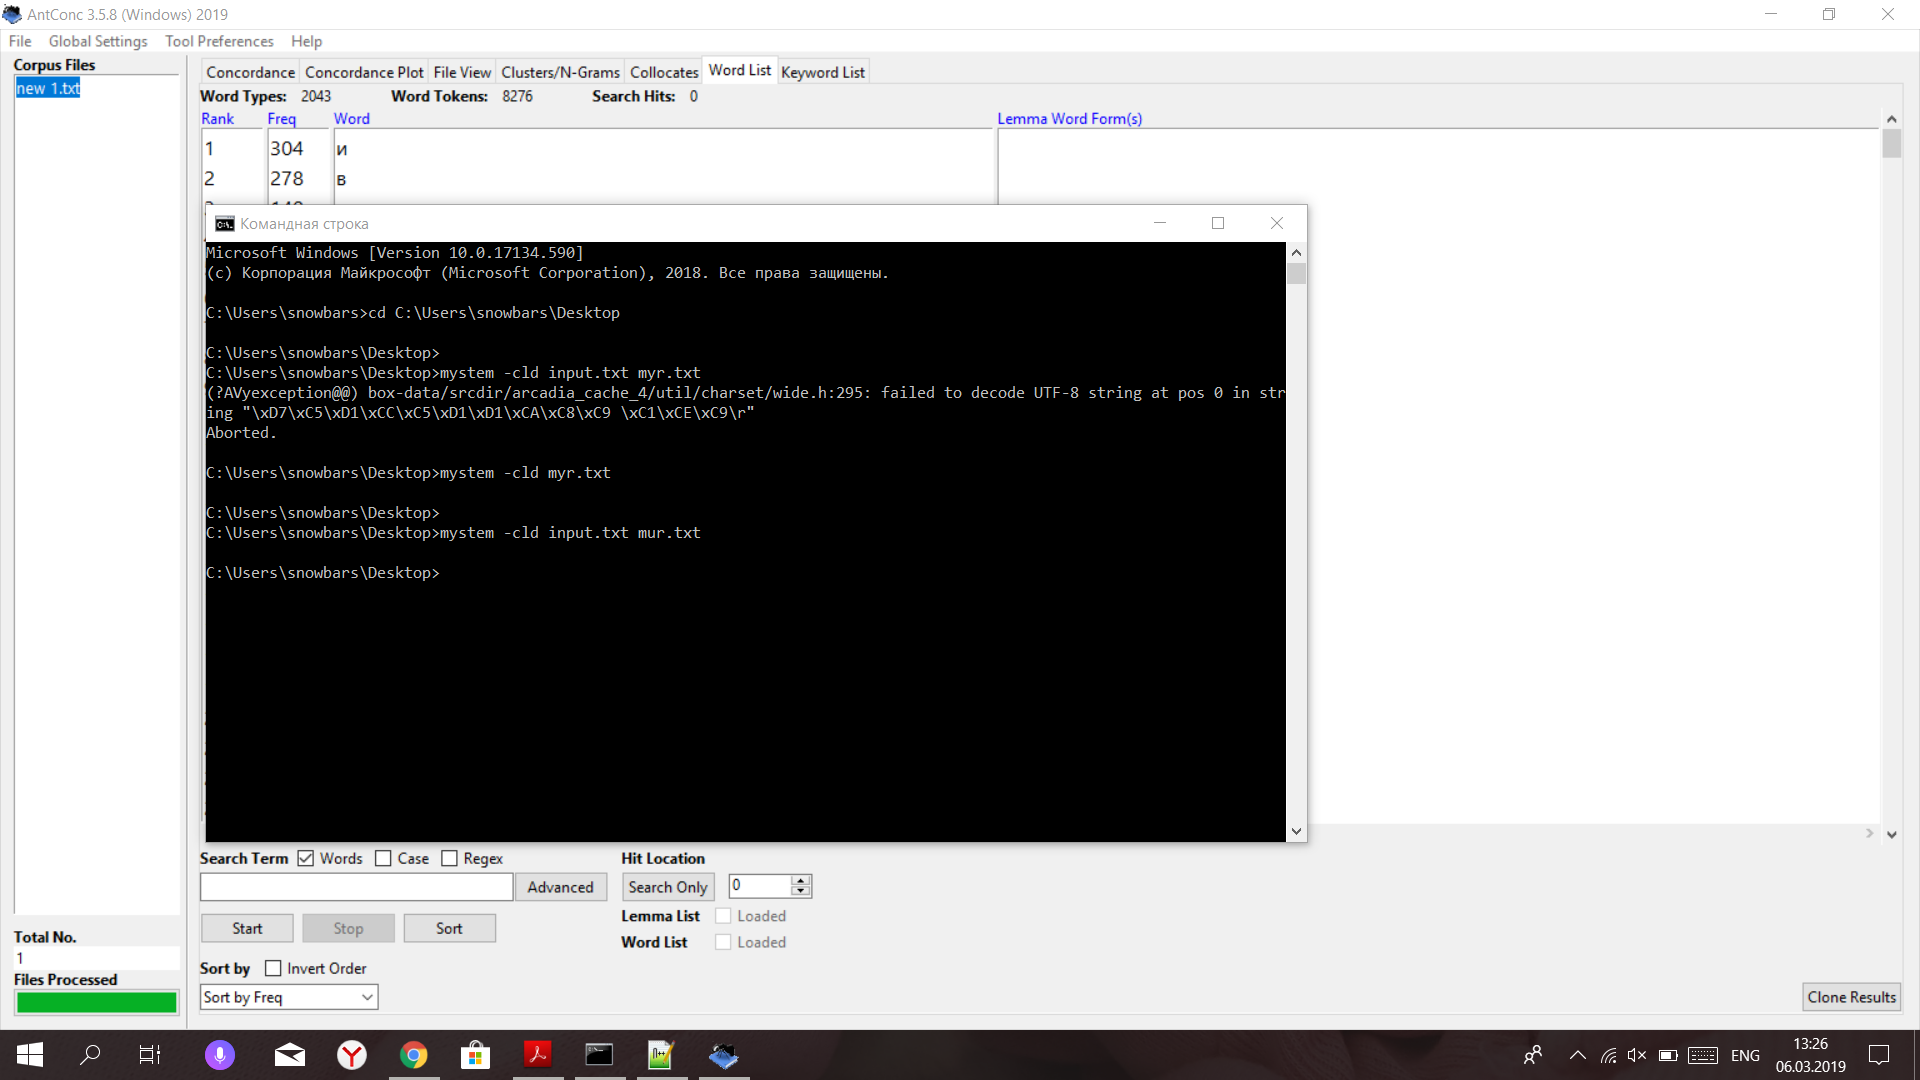 AntConc 3.5.8 (Windows) 2019
File Global Settings Tool Preferences Help
Corpus Files
new 1.txt
Concordance Concordance Plot File View Clusters/N-Grams Collocates Word List Keyword List
Word Types: 2043 Word Tokens: 8276 Search Hits: 0
Rank Freq Word Lemma Word Form(s)
1 304 и
2 278 в
Командная строка
Microsoft Windows [Version 10.0.17134.590]
(c) Корпорация Майкрософт (Microsoft Corporation), 2018. Все права защищены.
C:\Users\snowbars>cd C:\Users\snowbars\Desktop
C:\Users\snowbars\Desktop>
C:\Users\snowbars\Desktop>mystem -cld input.txt myr.txt
(?AVyexception@@) box-data/srcdir/arcadia_cache_4/util/charset/wide.h:295: failed to decode UTF-8 string at pos 0 in str
ing "\xD7\xC5\xD1\xCC\xC5\xD1\xD1\xCA\xC8\xC9 \xC1\xCE\xC9\r"
Aborted.
C:\Users\snowbars\Desktop>mystem -cld myr.txt
C:\Users\snowbars\Desktop>
C:\Users\snowbars\Desktop>mystem -cld input.txt mur.txt
C:\Users\snowbars\Desktop>
Search Term Words Case Regex Hit Location
Advanced Search Only 0
Start Stop Sort Lemma List Loaded
Word List Loaded
Total No.
1
Files Processed
Sort by Invert Order
Sort by Freq
Clone Results
ENG
13:26
06.03.2019